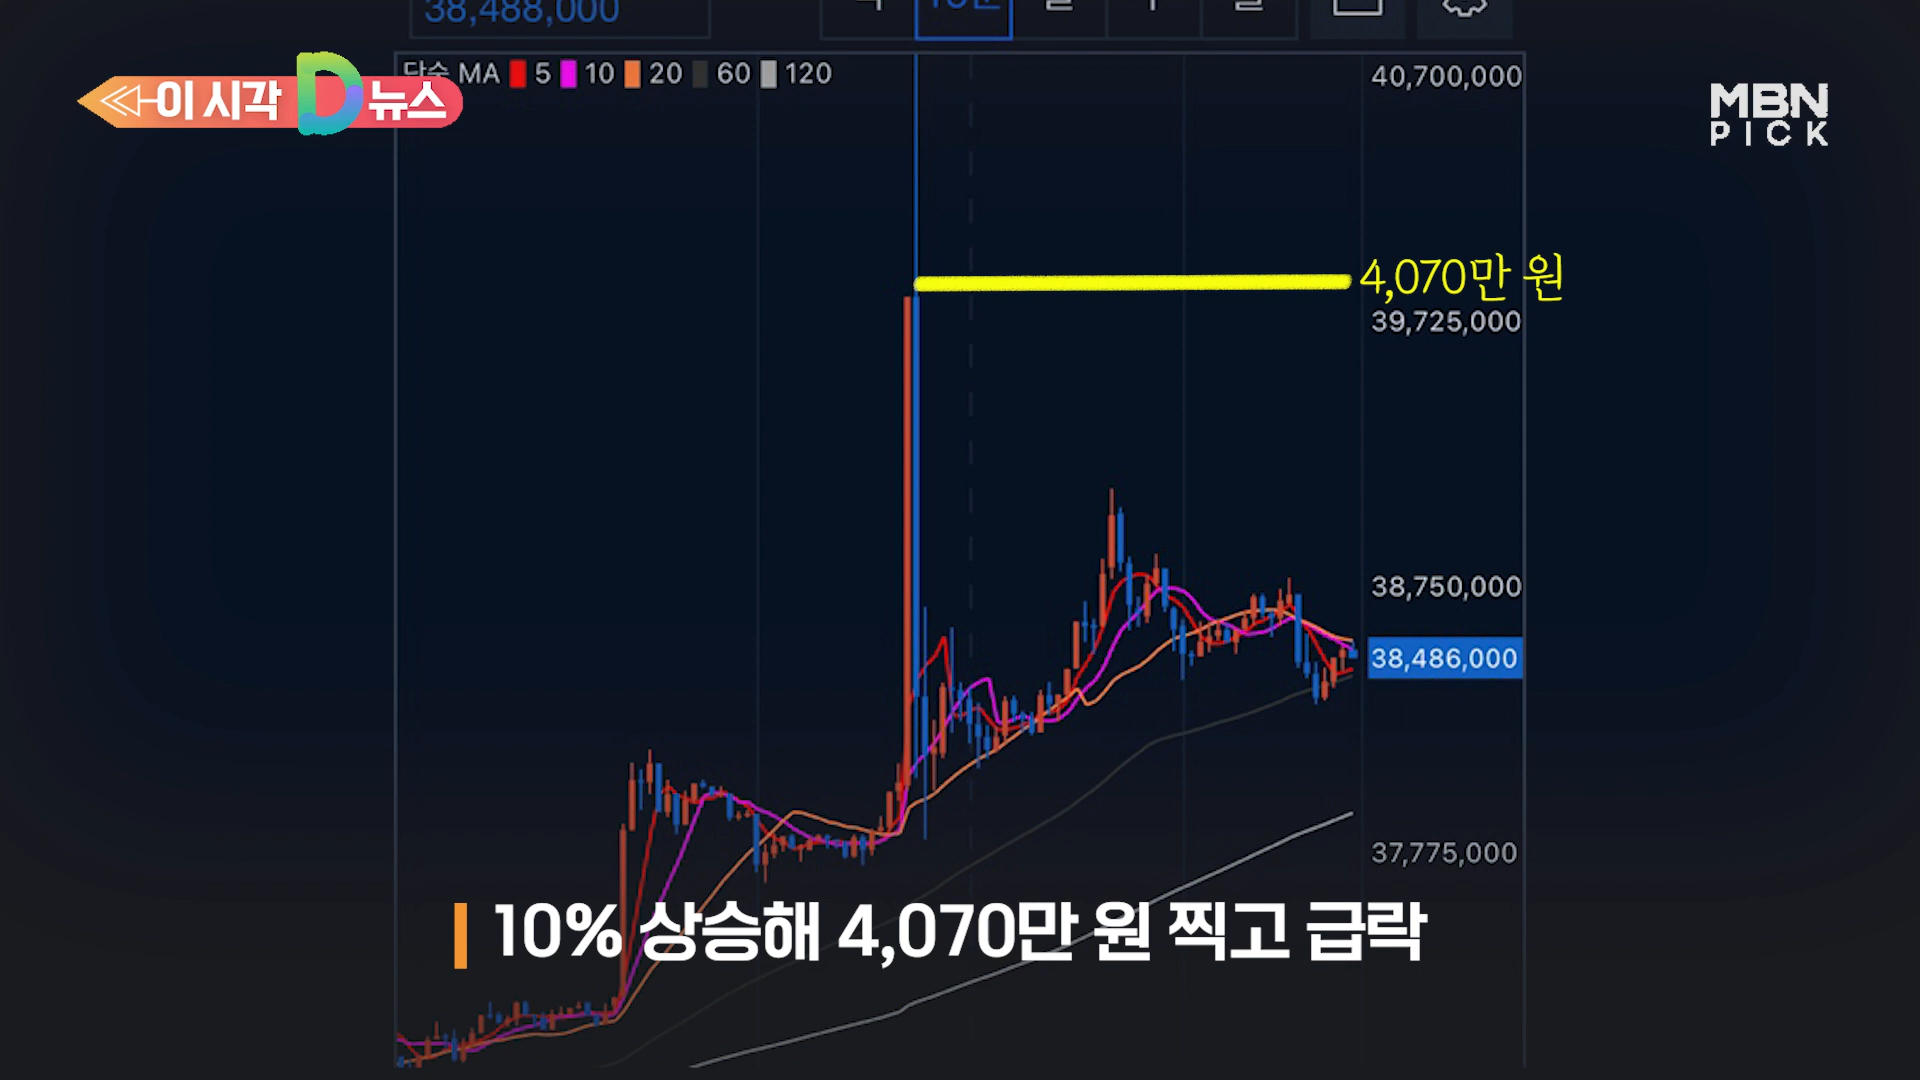 38,488,000
단순 MA 5 10 20 60 120
40,700,000
이 시각 D 뉴스
MBN
PICK
4,070만 원
39,725,000
38,750,000
38,486,000
37,775,000
10% 상승해 4,070만 원 찍고 급락